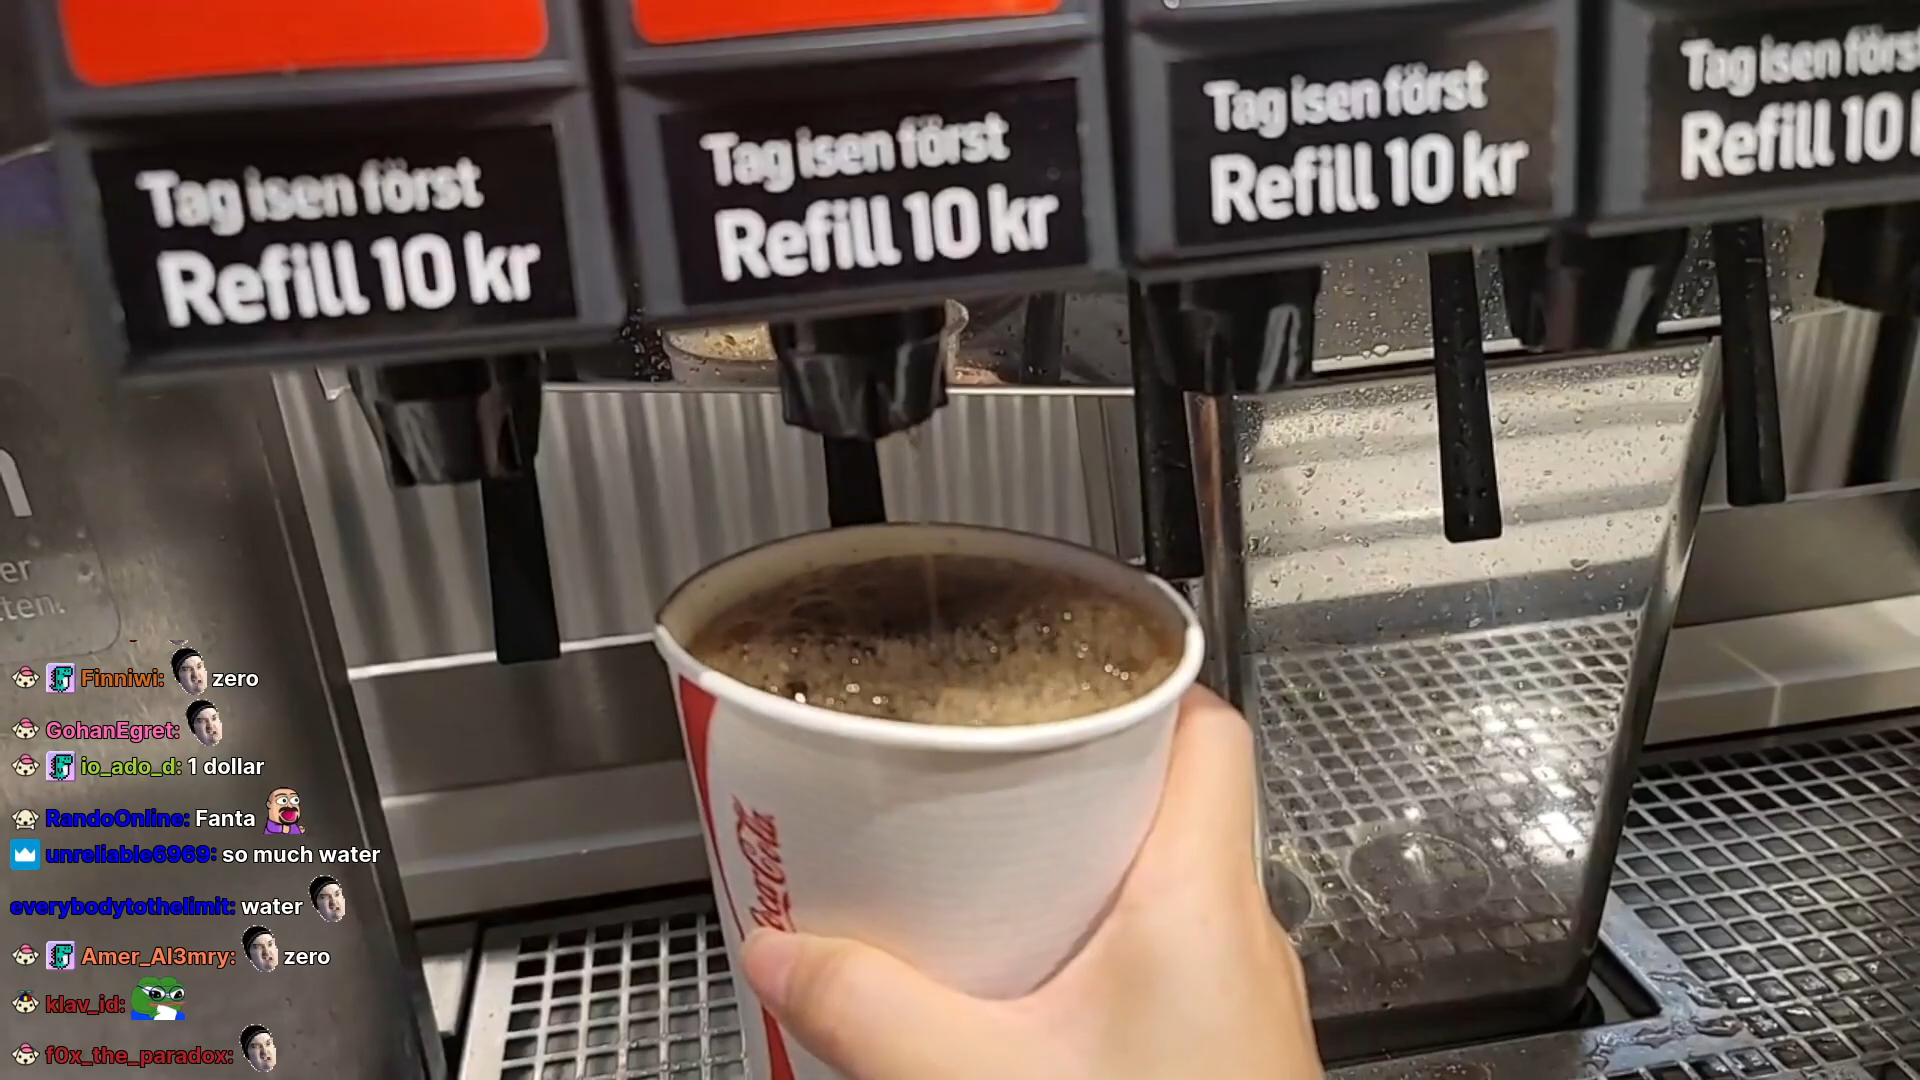 Tag isen först
Refill 10 kr
Tag isen först
Refill 10 kr
Tag isen först
Refill 10 kr
Tag isen först
Refill 10
er
ten.
Coca-Cola
Finniwi: zero
GohanEgret:
io_ado_d: 1 dollar
RandoOnline: Fanta
unreliable6969: so much water
everybodytothelimit: water
Amer_Al3mry: zero
klav_id:
f0x_the_paradox: